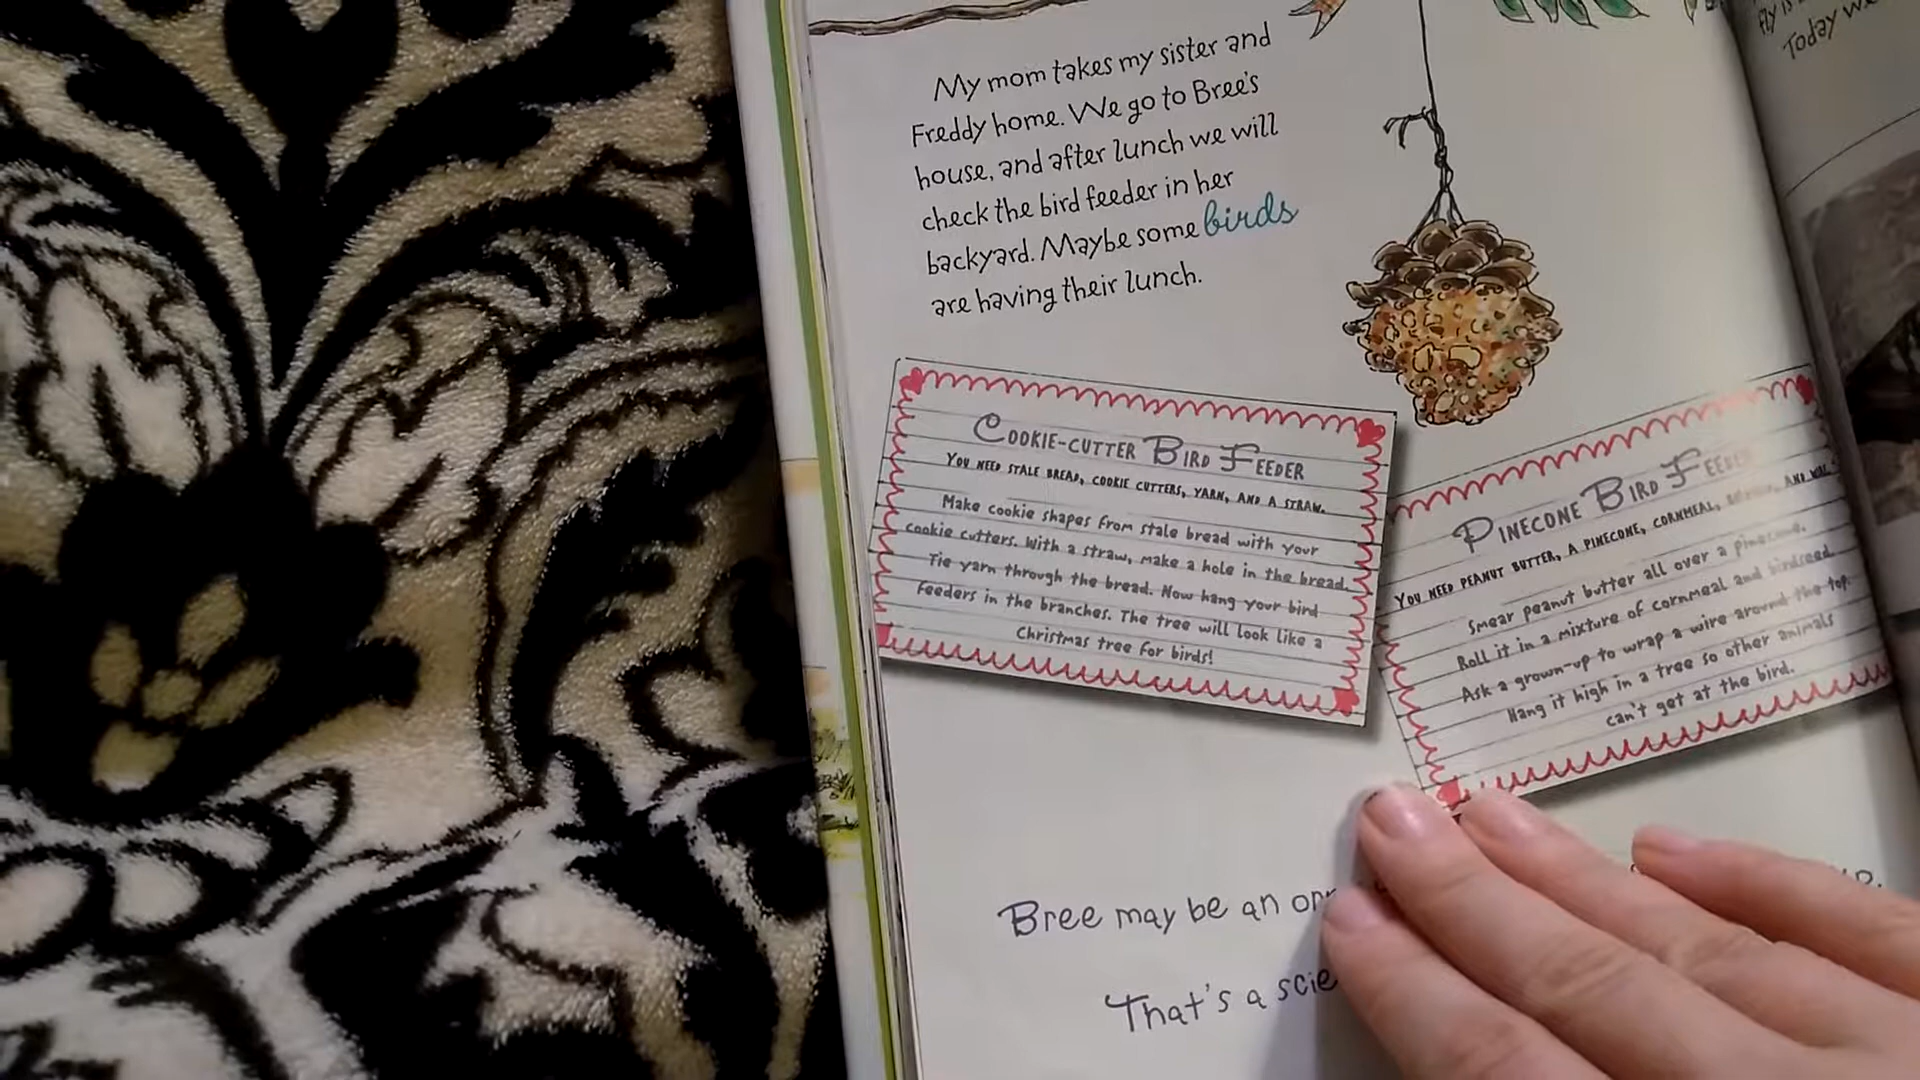 My mom takes my sister and
Freddy home. We go to Bree's
house, and after lunch we will
check the bird feeder in her
backyard. Maybe some birds
are having their lunch.
COOKIE-CUTTER BIRD FEEDER
YOU NEED STALE BREAD, COOKIE CUTTERS, YARN, AND A STRAW.
Make cookie shapes from stale bread with your
cookie cutters. With a straw, make a hole in the bread.
Tie yarn through the bread. Now hang your bird
feeders in the branches. The tree will look like a
Christmas tree for birds!
PINECONE BIRD FEEDER
YOU NEED PEANUT BUTTER, A PINECONE, CORNMEAL, AND
Smear peanut butter all over a pinecone.
Roll it in a mixture of cornmeal and birdseed.
Ask a grown-up to wrap a wire around the top.
Hang it high in a tree so other animals
can't get at the bird.
Bree may be an
That's a
Today